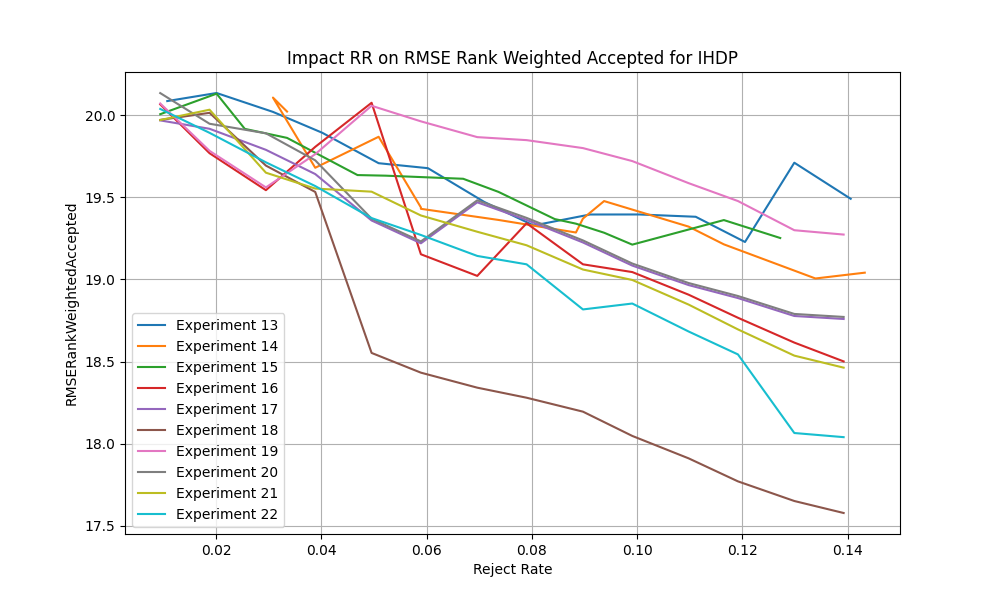 Impact RR on RMSE Rank Weighted Accepted for IHDP
RMSERankWeightedAccepted
20.0
19.5
19.0
18.5
18.0
17.5
Experiment 13
Experiment 14
Experiment 15
Experiment 16
Experiment 17
Experiment 18
Experiment 19
Experiment 20
Experiment 21
Experiment 22
0.02 0.04 0.06 0.08 0.10 0.12 0.14
Reject Rate